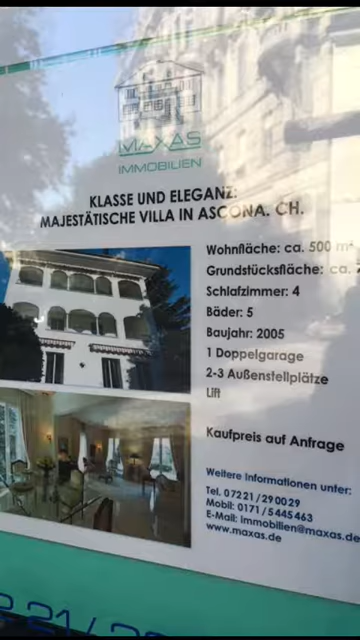 MAXAS
IMMOBILIEN
KLASSE UND ELEGANZ:
MAJESTÄTISCHE VILLA IN ASCONA. CH.
Wohnfläche: ca. 500 m²
Grundstücksfläche: ca.
Schlafzimmer: 4
Bäder: 5
Baujahr: 2005
1 Doppelgarage
2-3 Außenstellplätze
Lift
Kaufpreis auf Anfrage
Weitere Informationen unter:
Tel. 07221/290029
Mobil: 0171/5445463
E-Mail: immobilien@maxas.de
www.maxas.de